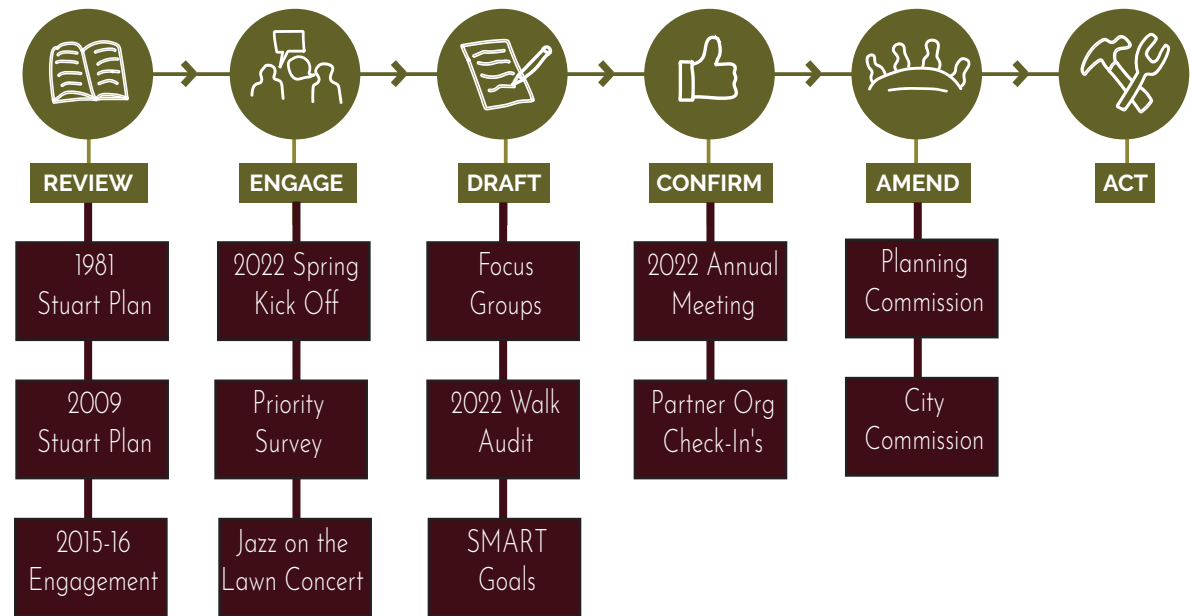 REVIEW
ENGAGE
DRAFT
CONFIRM
AMEND
ACT
1981
Stuart Plan
2009
Stuart Plan
2015-16
Engagement
2022 Spring
Kick Off
Priority
Survey
Jazz on the
Lawn Concert
Focus
Groups
2022 Walk
Audit
SMART
Goals
2022 Annual
Meeting
Partner Org
Check-In's
Planning
Commission
City
Commission